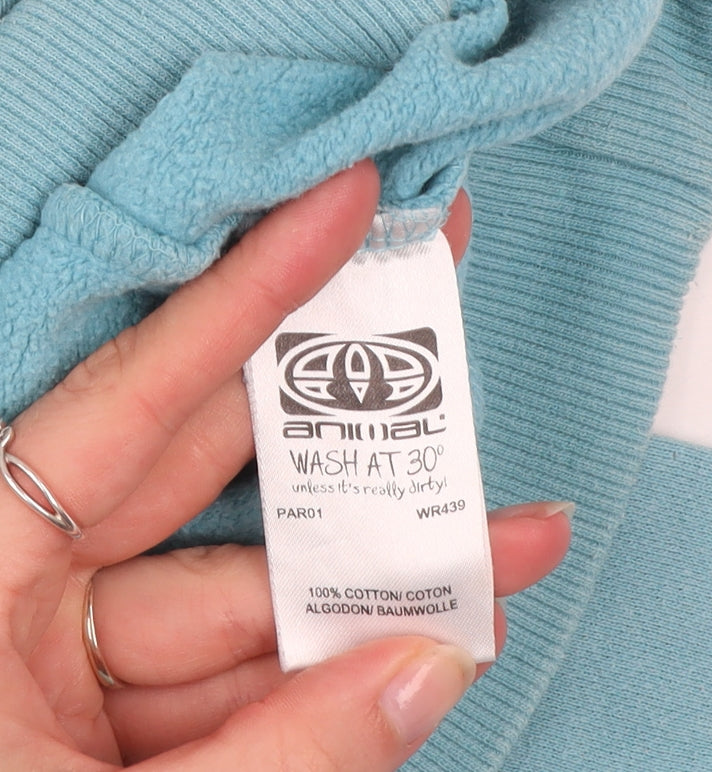 animal
WASH AT 30°
unless it's really dirty!
PAR01 WR439
100% COTTON/ COTON
ALGODON/ BAUMWOLLE